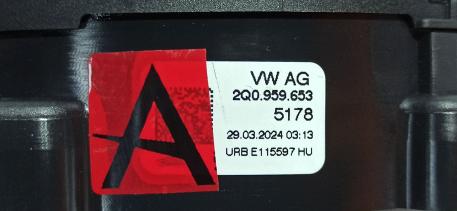 A
VW AG
2Q0.959.653
5178
29.03.2024 03:13
URB E115597 HU